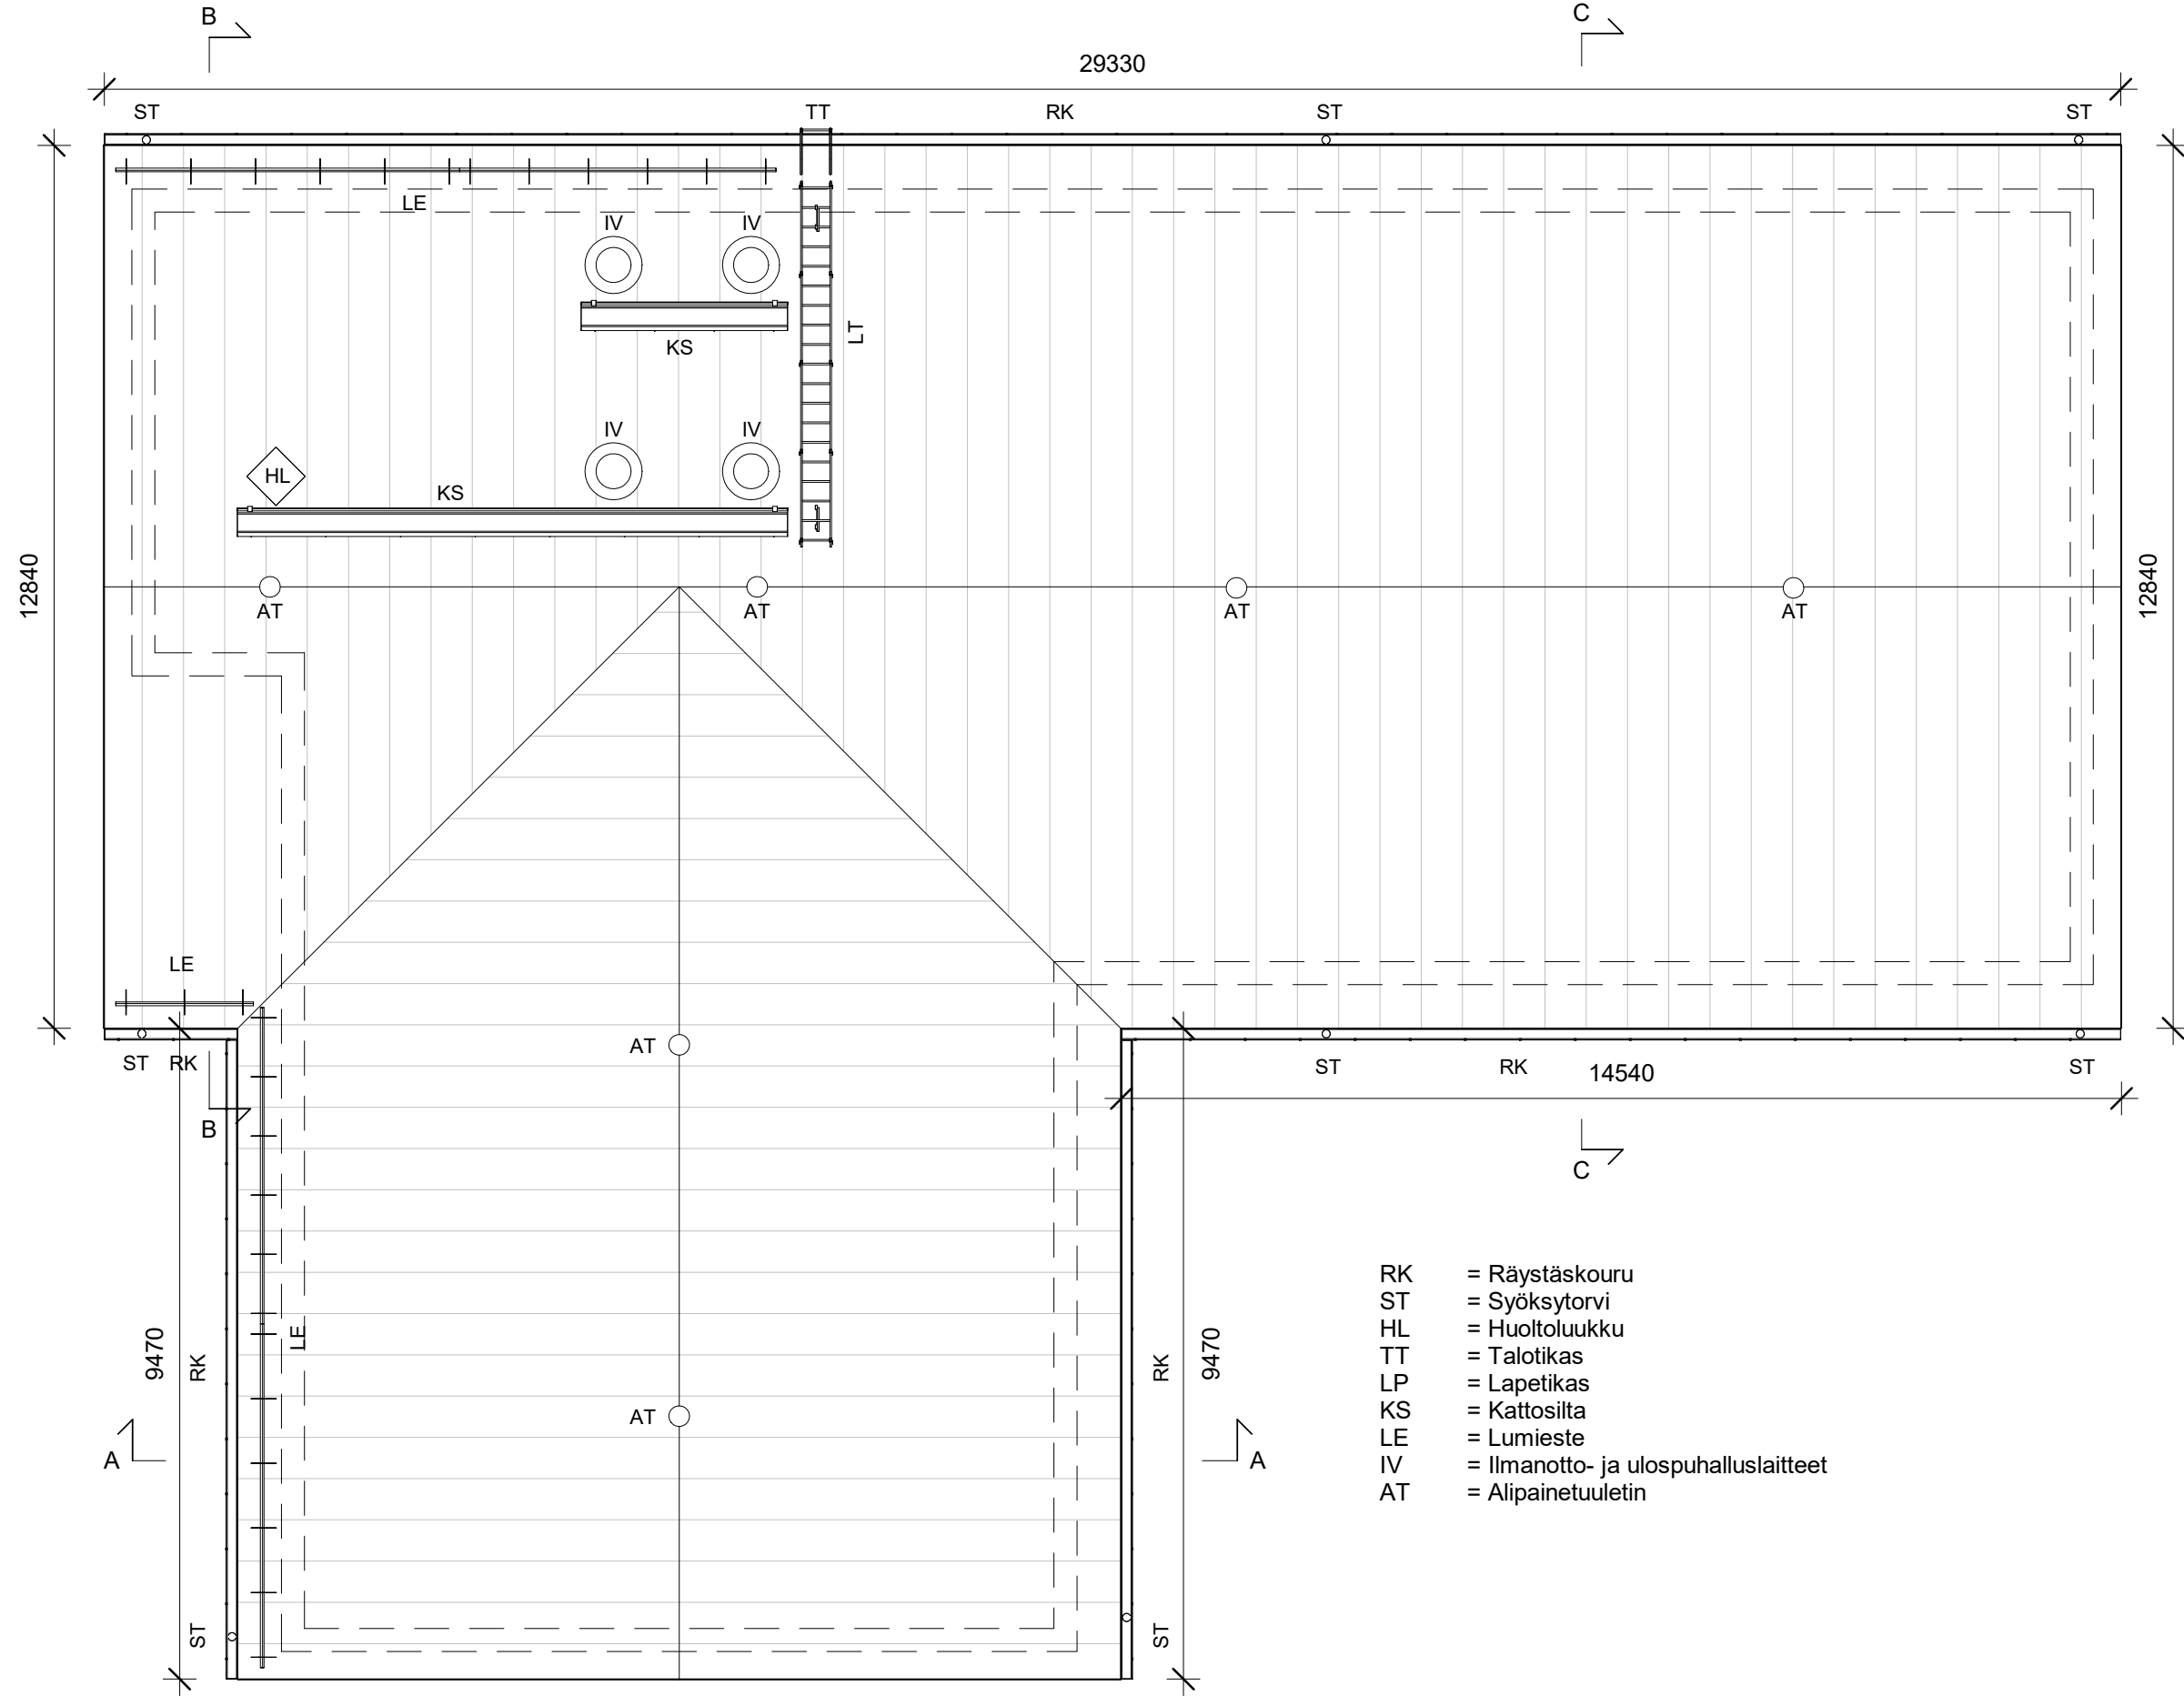 B
C
29330
ST
TT
RK
ST
ST
LE
IV
IV
LT
KS
IV
IV
HL
KS
12840
12840
AT
AT
AT
AT
LE
AT
ST
RK
ST
RK
14540
ST
B
C
RK = Räystäskouru
ST = Syöksytorvi
HL = Huoltoluukku
TT = Talotikas
LP = Lapetikas
KS = Kattosilta
LE = Lumieste
IV = Ilmanotto- ja ulospuhalluslaitteet
AT = Alipainetuuletin
9470
RK
LE
RK
9470
AT
A
A
ST
ST